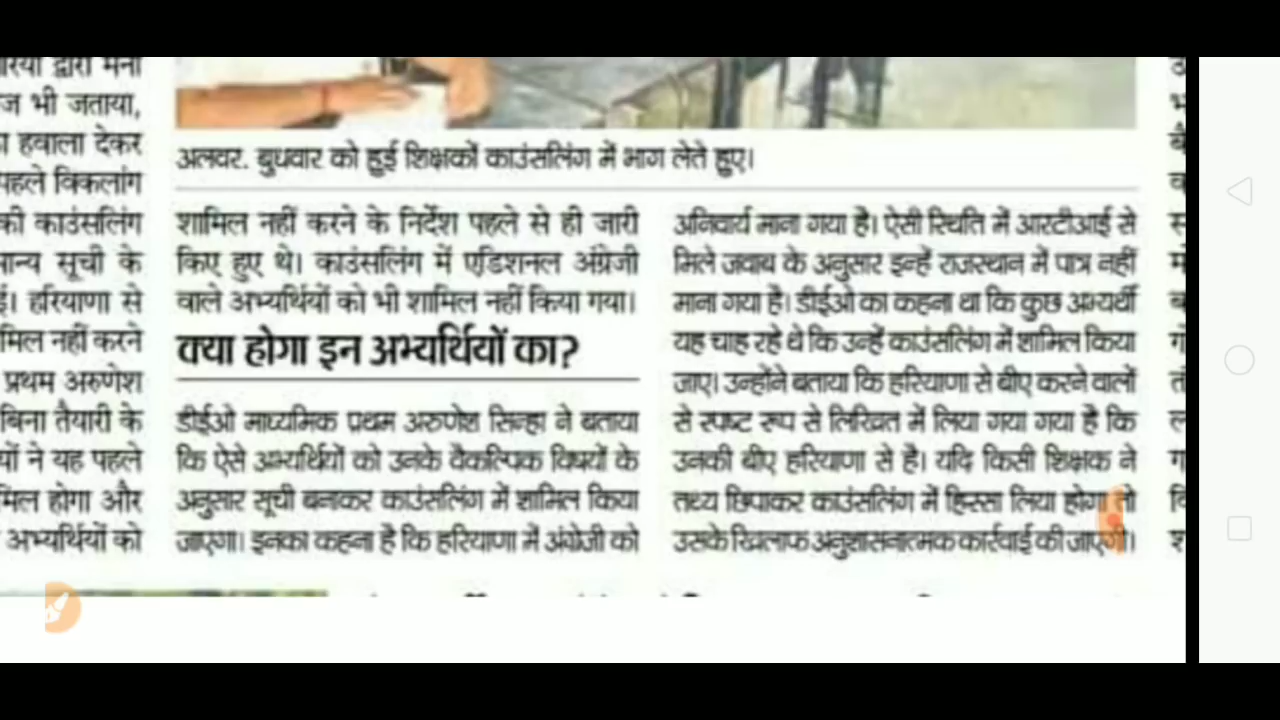 ज भी जताया,
हवाला देकर
पहले विकलांग
की काउंसलिंग
मान्य सूची के
हरियाणा से
मिल नहीं करने
प्रथम अरुणेश
बिना तैयारी के
ने यह पहले
मिल होगा और
अभ्यर्थियों को
अलवर. बुधवार को हुई शिक्षकों काउंसलिंग में भाग लेते हुए।
शामिल नहीं करने के निर्देश पहले से ही जारी
किए हुए थे। काउंसलिंग में एडिशनल अंग्रेजी
वाले अभ्यर्थियों को भी शामिल नहीं किया गया।
क्या होगा इन अभ्यर्थियों का?
डीईओ माध्यमिक प्रथम अरुणेश सिन्हा ने बताया
कि ऐसे अभ्यर्थियों को उनके वैकल्पिक विषयों के
अनुसार सूची बनाकर काउंसलिंग में शामिल किया
जाएगा। इनका कहना है कि हरियाणा में अंग्रेजी को
अनिवार्य माना गया है। ऐसी स्थिति में आरटीआई से
मिले जवाब के अनुसार इन्हें राजस्थान में पात्र नहीं
माना गया है। डीईओ का कहना था कि कुछ अभ्यर्थी
यह चाह रहे थे कि उन्हें काउंसलिंग में शामिल किया
जाए। उन्होंने बताया कि हरियाणा से बीए करने वालों
से स्पष्ट रूप से लिखित में लिया गया गया है कि
उनकी बीए हरियाणा से है। यदि किसी शिक्षक ने
तथ्य छिपाकर काउंसलिंग में हिस्सा लिया होगा तो
उसके खिलाफ अनुशासनात्मक कार्रवाई की जाएगी।